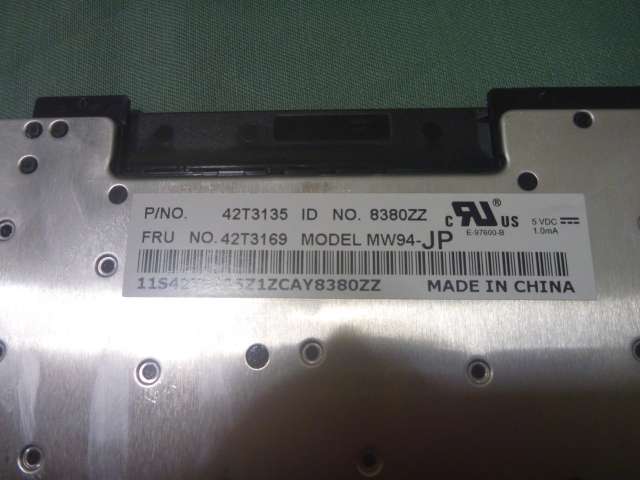 P/NO. 42T3135 ID NO. 8380ZZ
FRU NO. 42T3169 MODEL MW94-JP
C RU ® US
E-97600-B
5 VDC
1.0mA
MADE IN CHINA